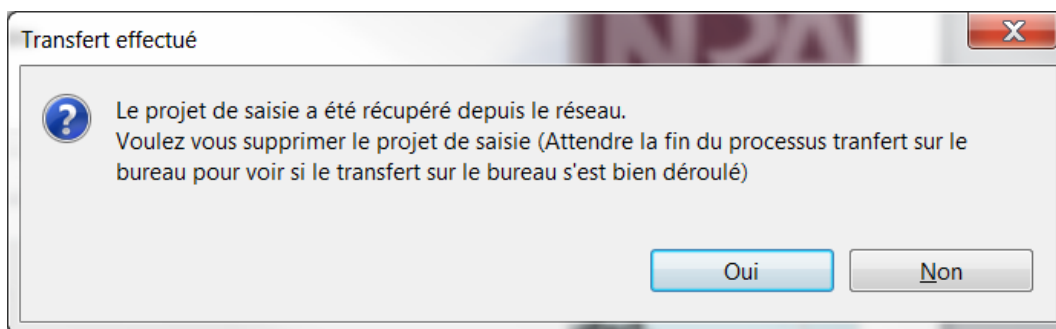 Transfert effectué
Le projet de saisie a été récupéré depuis le réseau.
Voulez vous supprimer le projet de saisie (Attendre la fin du processus tranfert sur le
bureau pour voir si le transfert sur le bureau s'est bien déroulé)
Oui
Non